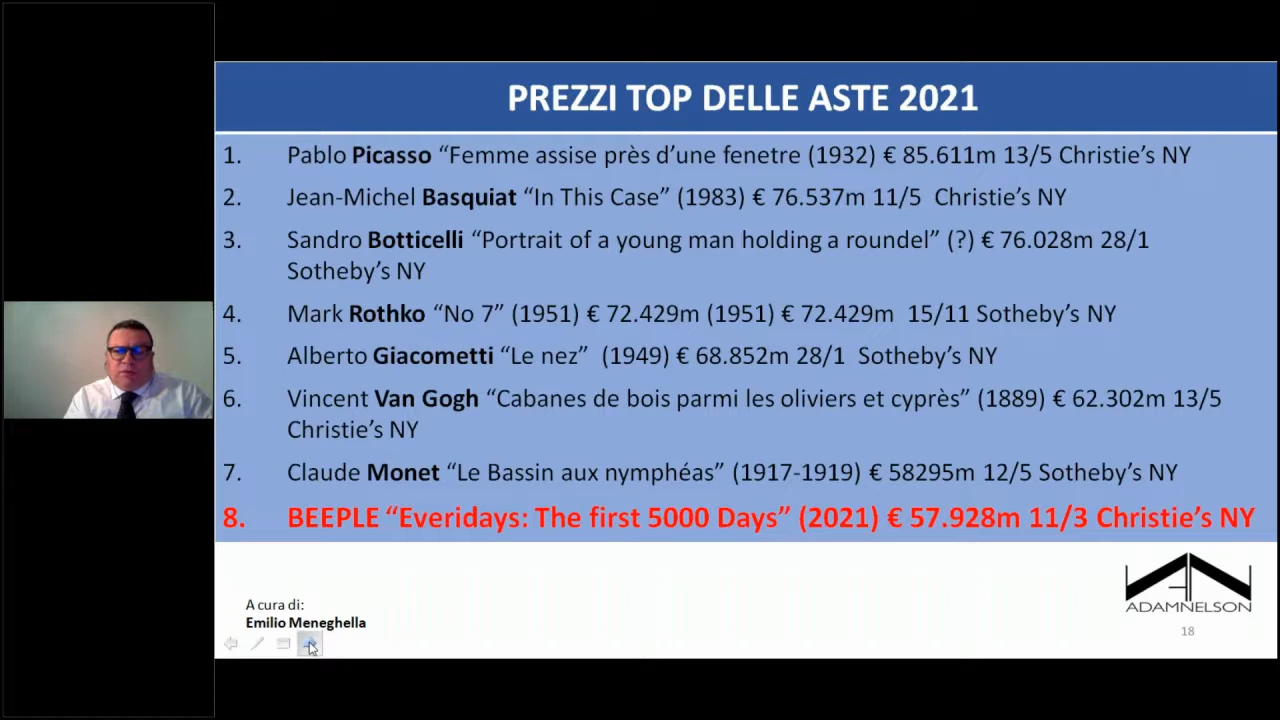 PREZZI TOP DELLE ASTE 2021
1. Pablo Picasso “Femme assise près d’une fenetre (1932) € 85.611m 13/5 Christie’s NY
2. Jean-Michel Basquiat “In This Case” (1983) € 76.537m 11/5 Christie’s NY
3. Sandro Botticelli “Portrait of a young man holding a roundel” (?) € 76.028m 28/1
Sotheby’s NY
4. Mark Rothko “No 7” (1951) € 72.429m (1951) € 72.429m 15/11 Sotheby’s NY
5. Alberto Giacometti “Le nez” (1949) € 68.852m 28/1 Sotheby’s NY
6. Vincent Van Gogh “Cabanes de bois parmi les oliviers et cyprès” (1889) € 62.302m 13/5
Christie’s NY
7. Claude Monet “Le Bassin aux nymphéas” (1917-1919) € 58295m 12/5 Sotheby’s NY
8. BEEPLE “Everidays: The first 5000 Days” (2021) € 57.928m 11/3 Christie’s NY
A cura di:
Emilio Meneghella
ADAMNELSON
18